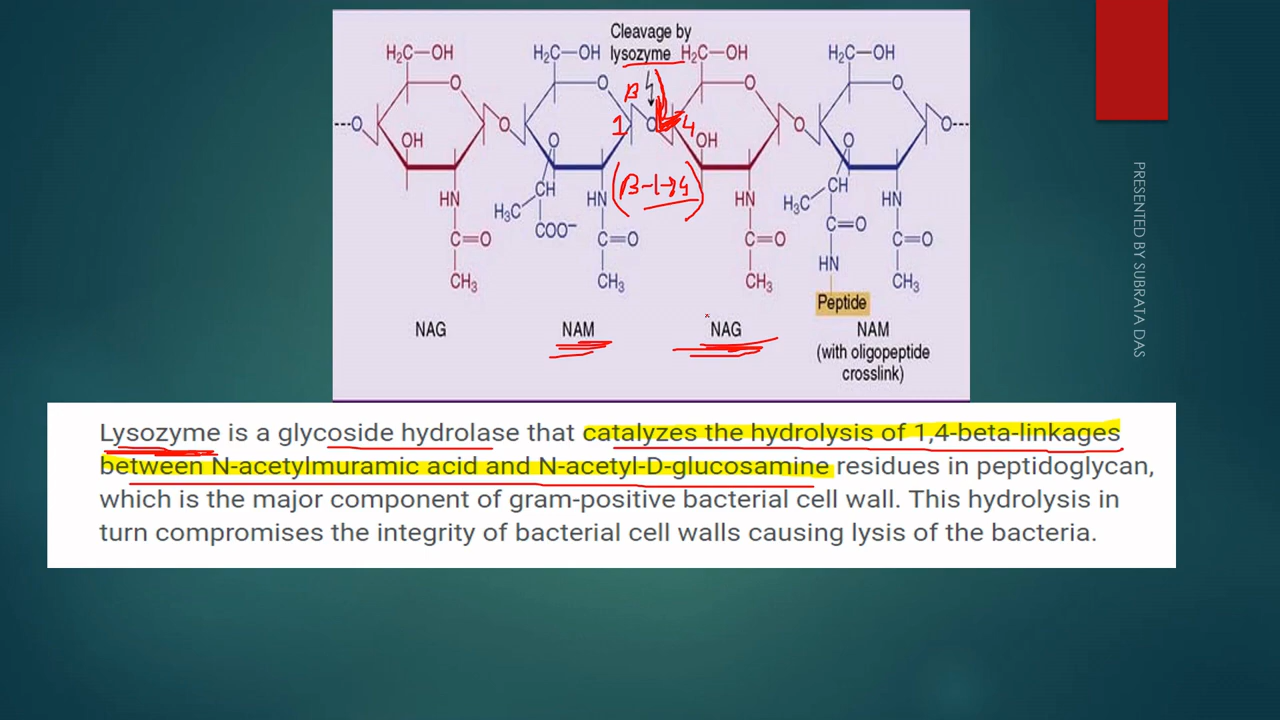 Cleavage by
lysozyme
H₂C—OH H₂C—OH H₂C—OH H₂C—OH
β
O O O O
1 4
---O O O O O---
OH O OH O
CH CH
(β-1→4)
HN H₃C HN HN H₃C HN
COO⁻ C=O
C=O C=O C=O C=O
HN
CH₃ CH₃ CH₃ CH₃
Peptide
NAG NAM NAG NAM
(with oligopeptide
crosslink)
PRESENTED BY SUBRATA DAS
Lysozyme is a glycoside hydrolase that catalyzes the hydrolysis of 1,4-beta-linkages
between N-acetylmuramic acid and N-acetyl-D-glucosamine residues in peptidoglycan,
which is the major component of gram-positive bacterial cell wall. This hydrolysis in
turn compromises the integrity of bacterial cell walls causing lysis of the bacteria.